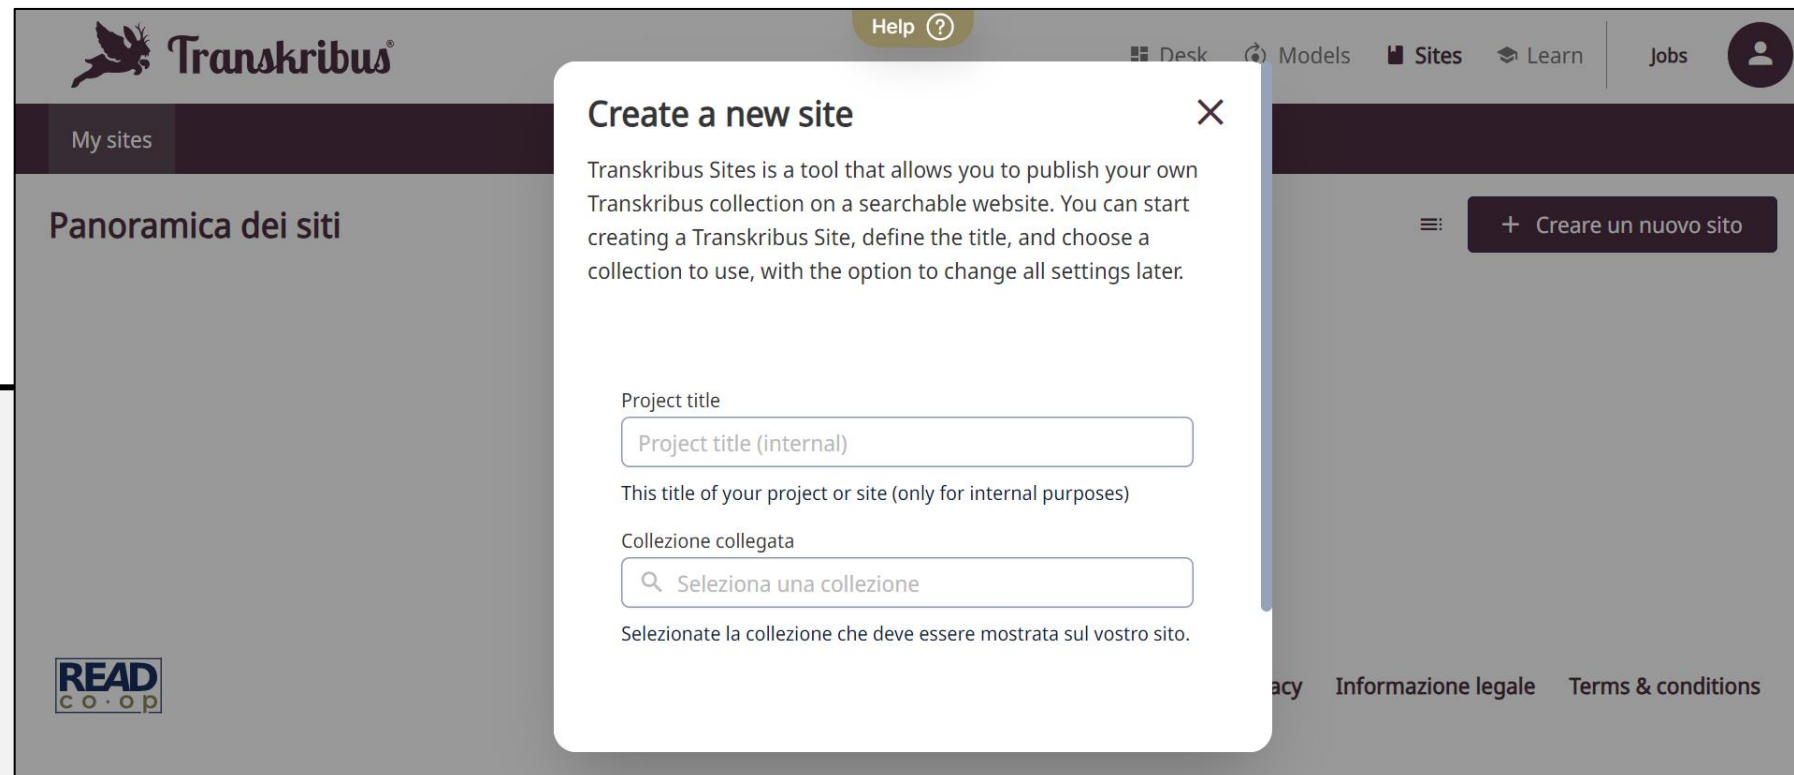 Help ?
Transkribus®
Desk Models Sites Learn Jobs
My sites
Panoramica dei siti
+ Creare un nuovo sito
Create a new site
Transkribus Sites is a tool that allows you to publish your own
Transkribus collection on a searchable website. You can start
creating a Transkribus Site, define the title, and choose a
collection to use, with the option to change all settings later.
Project title
Project title (internal)
This title of your project or site (only for internal purposes)
Collezione collegata
Seleziona una collezione
Selezionate la collezione che deve essere mostrata sul vostro sito.
READ
co·op
acy Informazione legale Terms & conditions